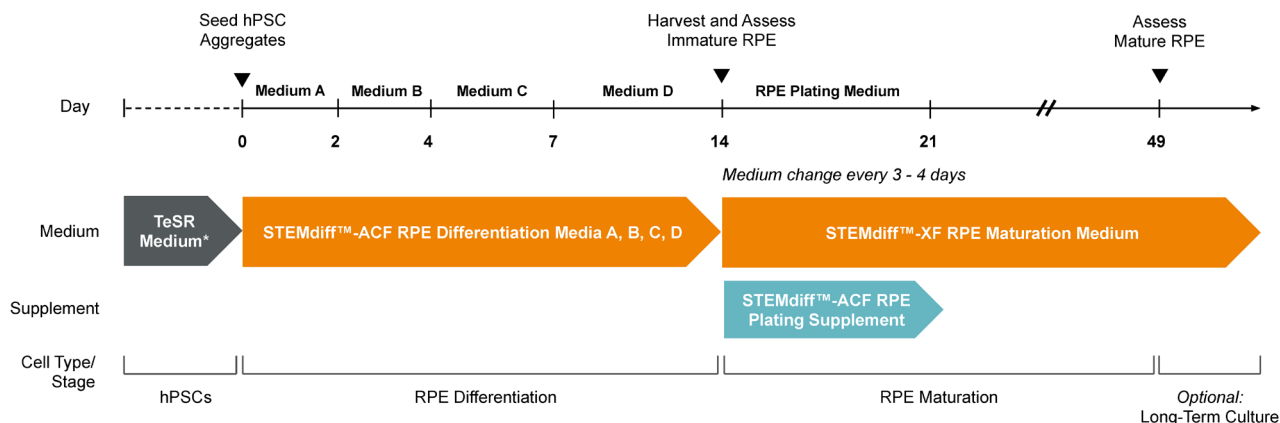 Seed hPSC
Aggregates
Harvest and Assess
Immature RPE
Assess
Mature RPE
Day
Medium A
Medium B
Medium C
Medium D
RPE Plating Medium
0
2
4
7
14
21
49
Medium change every 3 - 4 days
Medium
TeSR
Medium*
STEMdiff™-ACF RPE Differentiation Media A, B, C, D
STEMdiff™-XF RPE Maturation Medium
Supplement
STEMdiff™-ACF RPE
Plating Supplement
Cell Type/
Stage
hPSCs
RPE Differentiation
RPE Maturation
Optional:
Long-Term Culture